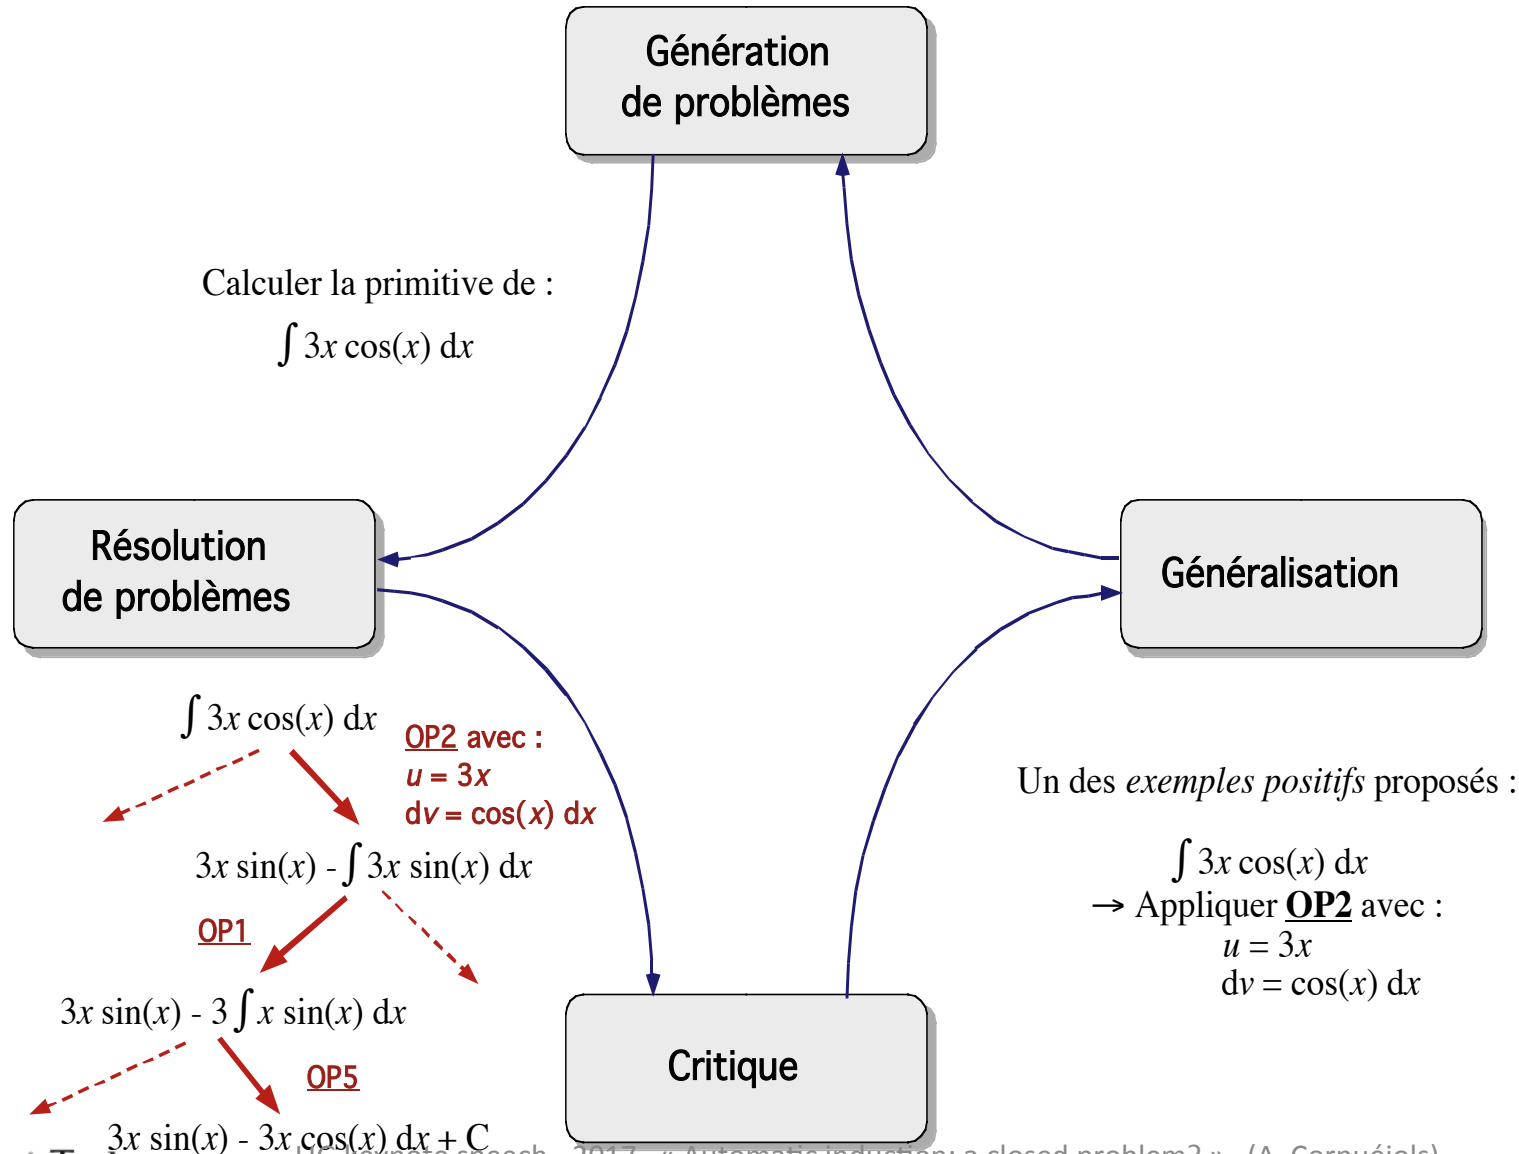 Génération
de problèmes
Calculer la primitive de :
∫ 3x cos(x) dx
Résolution
de problèmes
Généralisation
∫ 3x cos(x) dx
OP2 avec :
u = 3x
dv = cos(x) dx
3x sin(x) - ∫ 3x sin(x) dx
OP1
3x sin(x) - 3 ∫ x sin(x) dx
OP5
3x sin(x) - 3x cos(x) dx + C
Un des exemples positifs proposés :
∫ 3x cos(x) dx
→ Appliquer OP2 avec :
u = 3x
dv = cos(x) dx
Critique
keynote speech 2017 « Automatic induction: a closed problem? » (A. Cornuéjols)